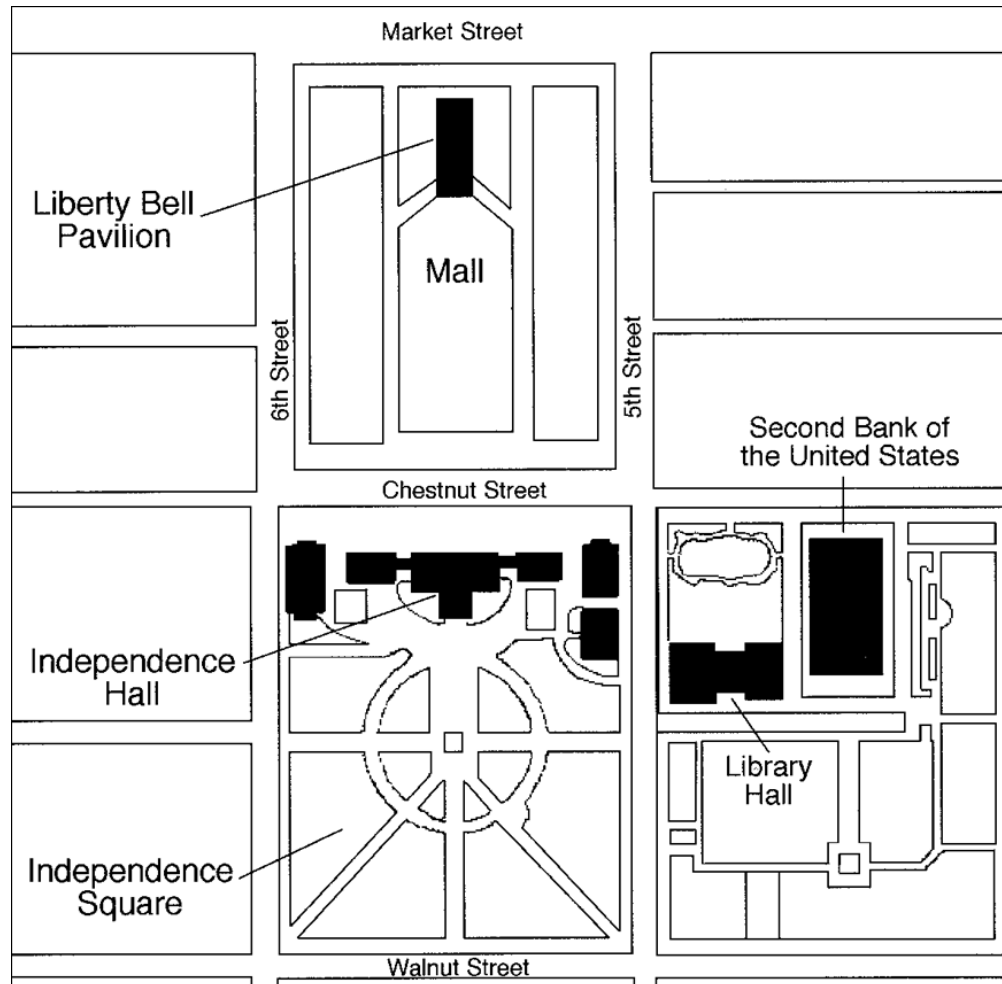 Market Street
Liberty Bell
Pavilion
Mall
6th Street
5th Street
Second Bank of
the United States
Chestnut Street
Independence
Hall
Library
Hall
Independence
Square
Walnut Street